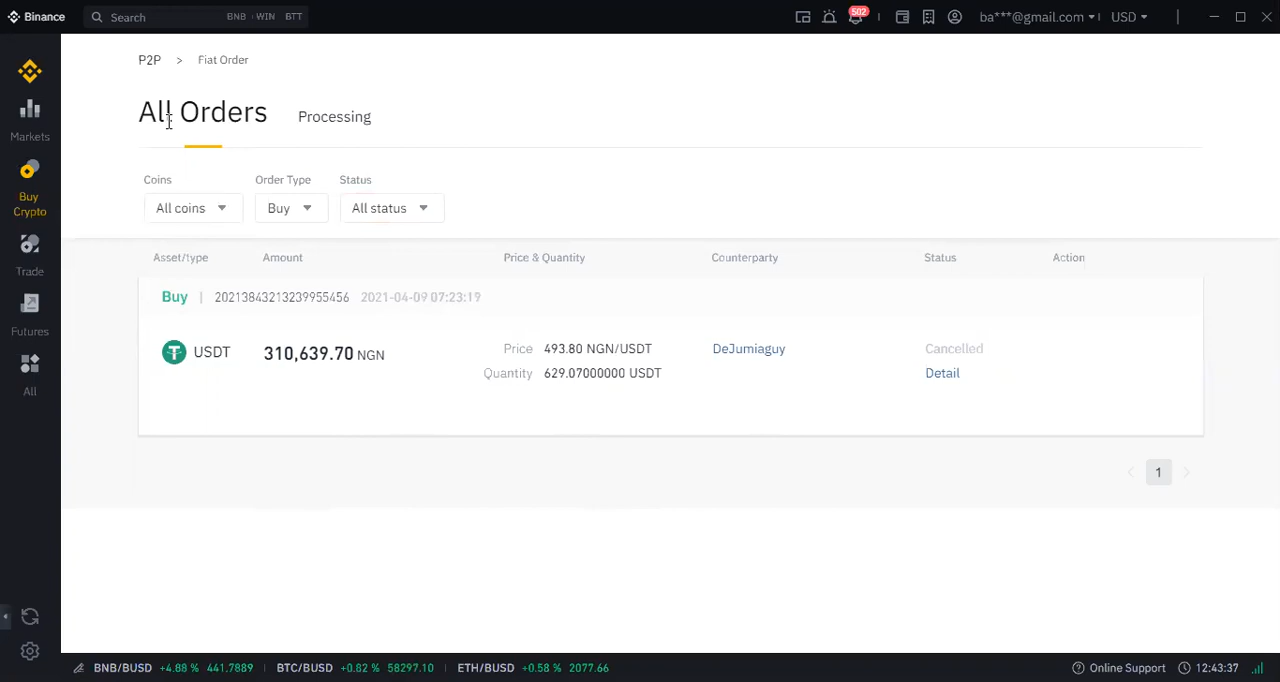 Binance Search BNB · WIN BTT 502 ba***@gmail.com USD
P2P > Fiat Order
All Orders Processing
Coins Order Type Status
All coins Buy All status
Asset/type Amount Price & Quantity Counterparty Status Action
Buy | 20213843213239955456 2021-04-09 07:23:19
USDT 310,639.70 NGN Price 493.80 NGN/USDT DeJumiaguy Cancelled
Quantity 629.07000000 USDT Detail
< 1 >
Markets
Buy
Crypto
Trade
Futures
All
BNB/BUSD +4.88 % 441.7889 BTC/BUSD +0.82 % 58297.10 ETH/BUSD +0.58 % 2077.66 Online Support 12:43:37